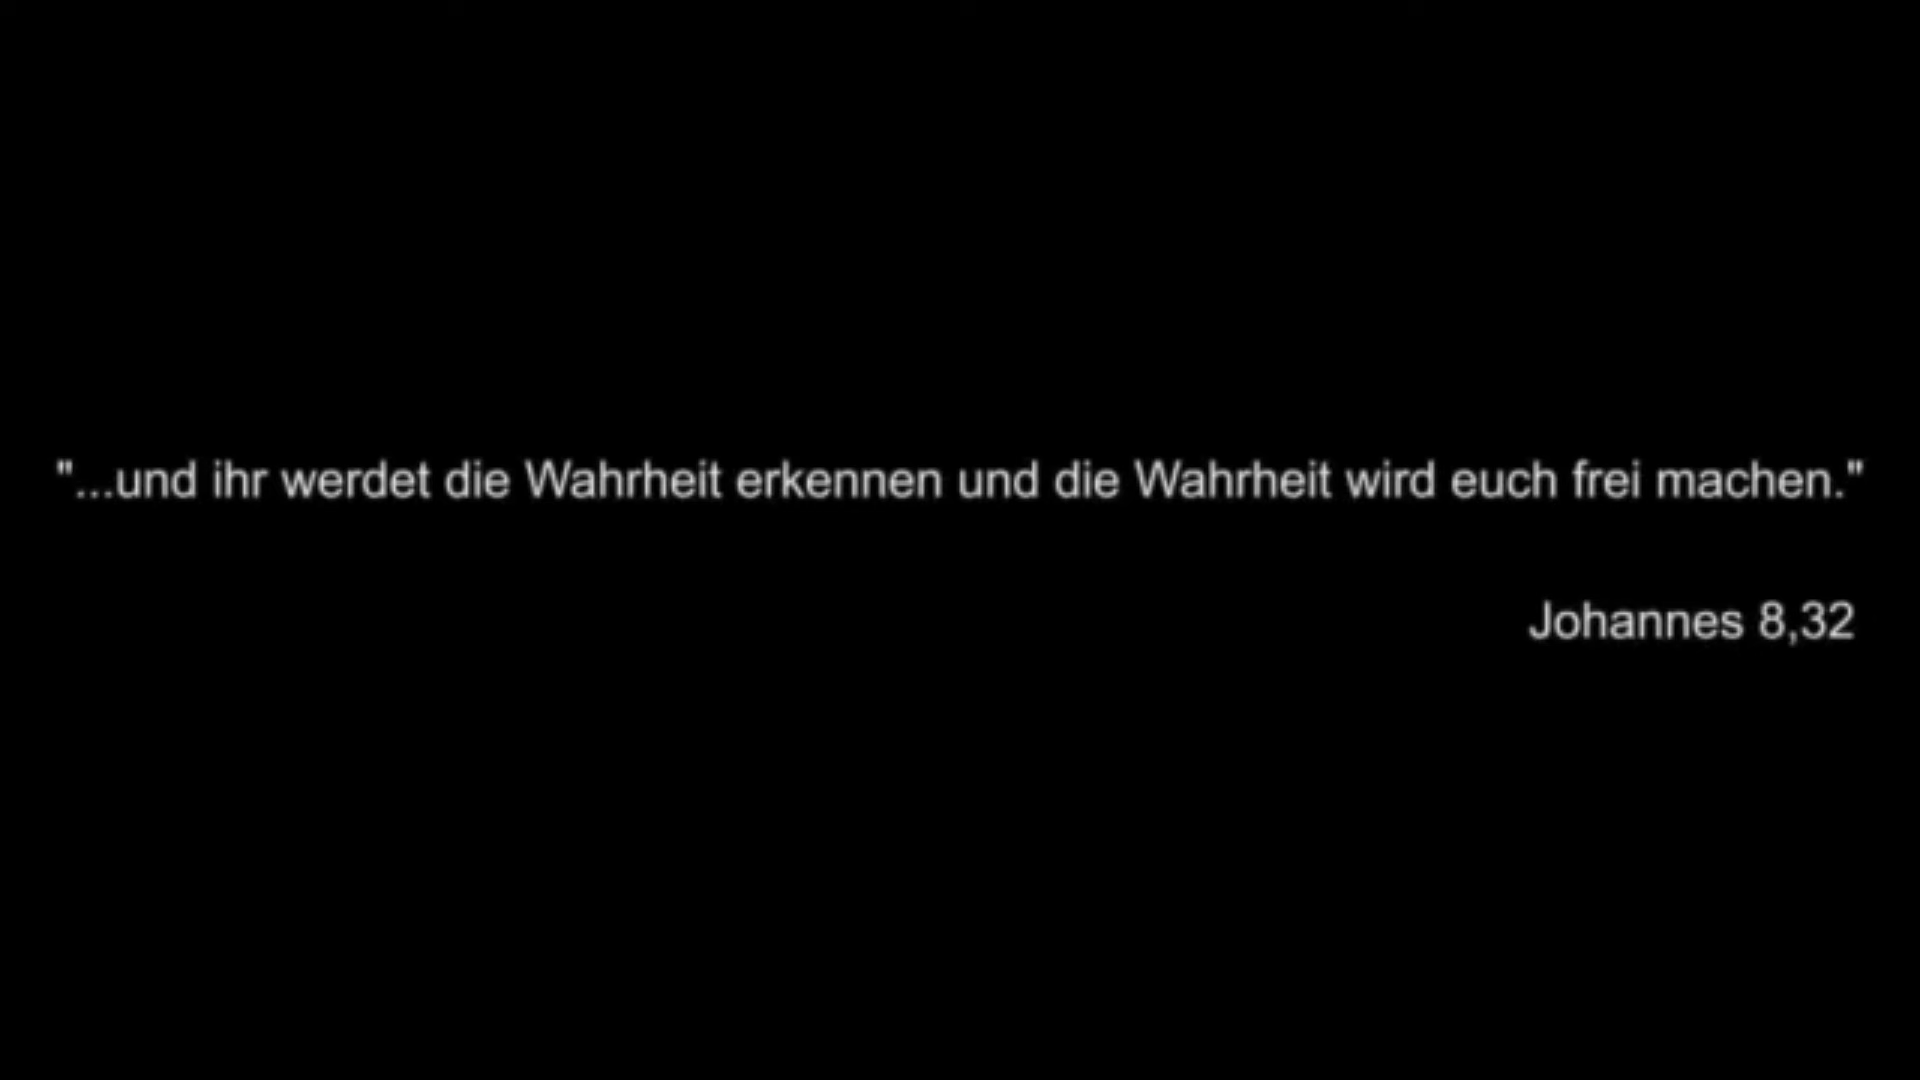 "...und ihr werdet die Wahrheit erkennen und die Wahrheit wird euch frei machen."
Johannes 8,32